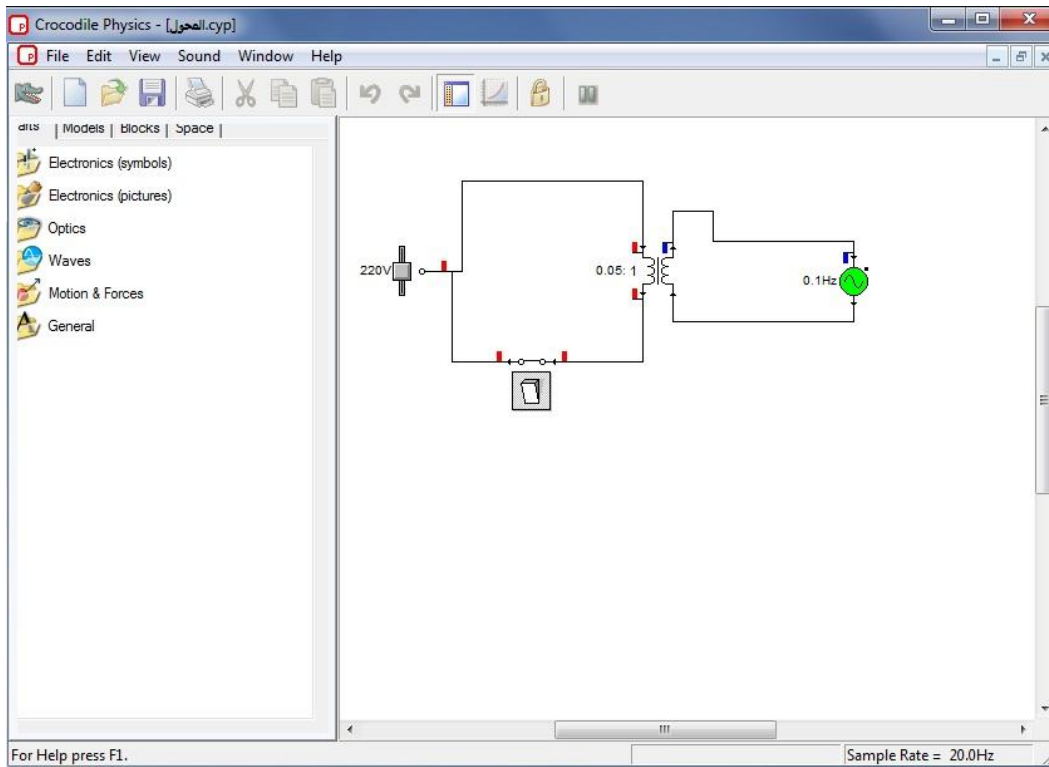 Crocodile Physics - [المحول.cyp]
File Edit View Sound Window Help
arts | Models | Blocks | Space |
Electronics (symbols)
Electronics (pictures)
Optics
Waves
Motion & Forces
General
220V
0.05: 1
0.1Hz
For Help press F1.
Sample Rate = 20.0Hz